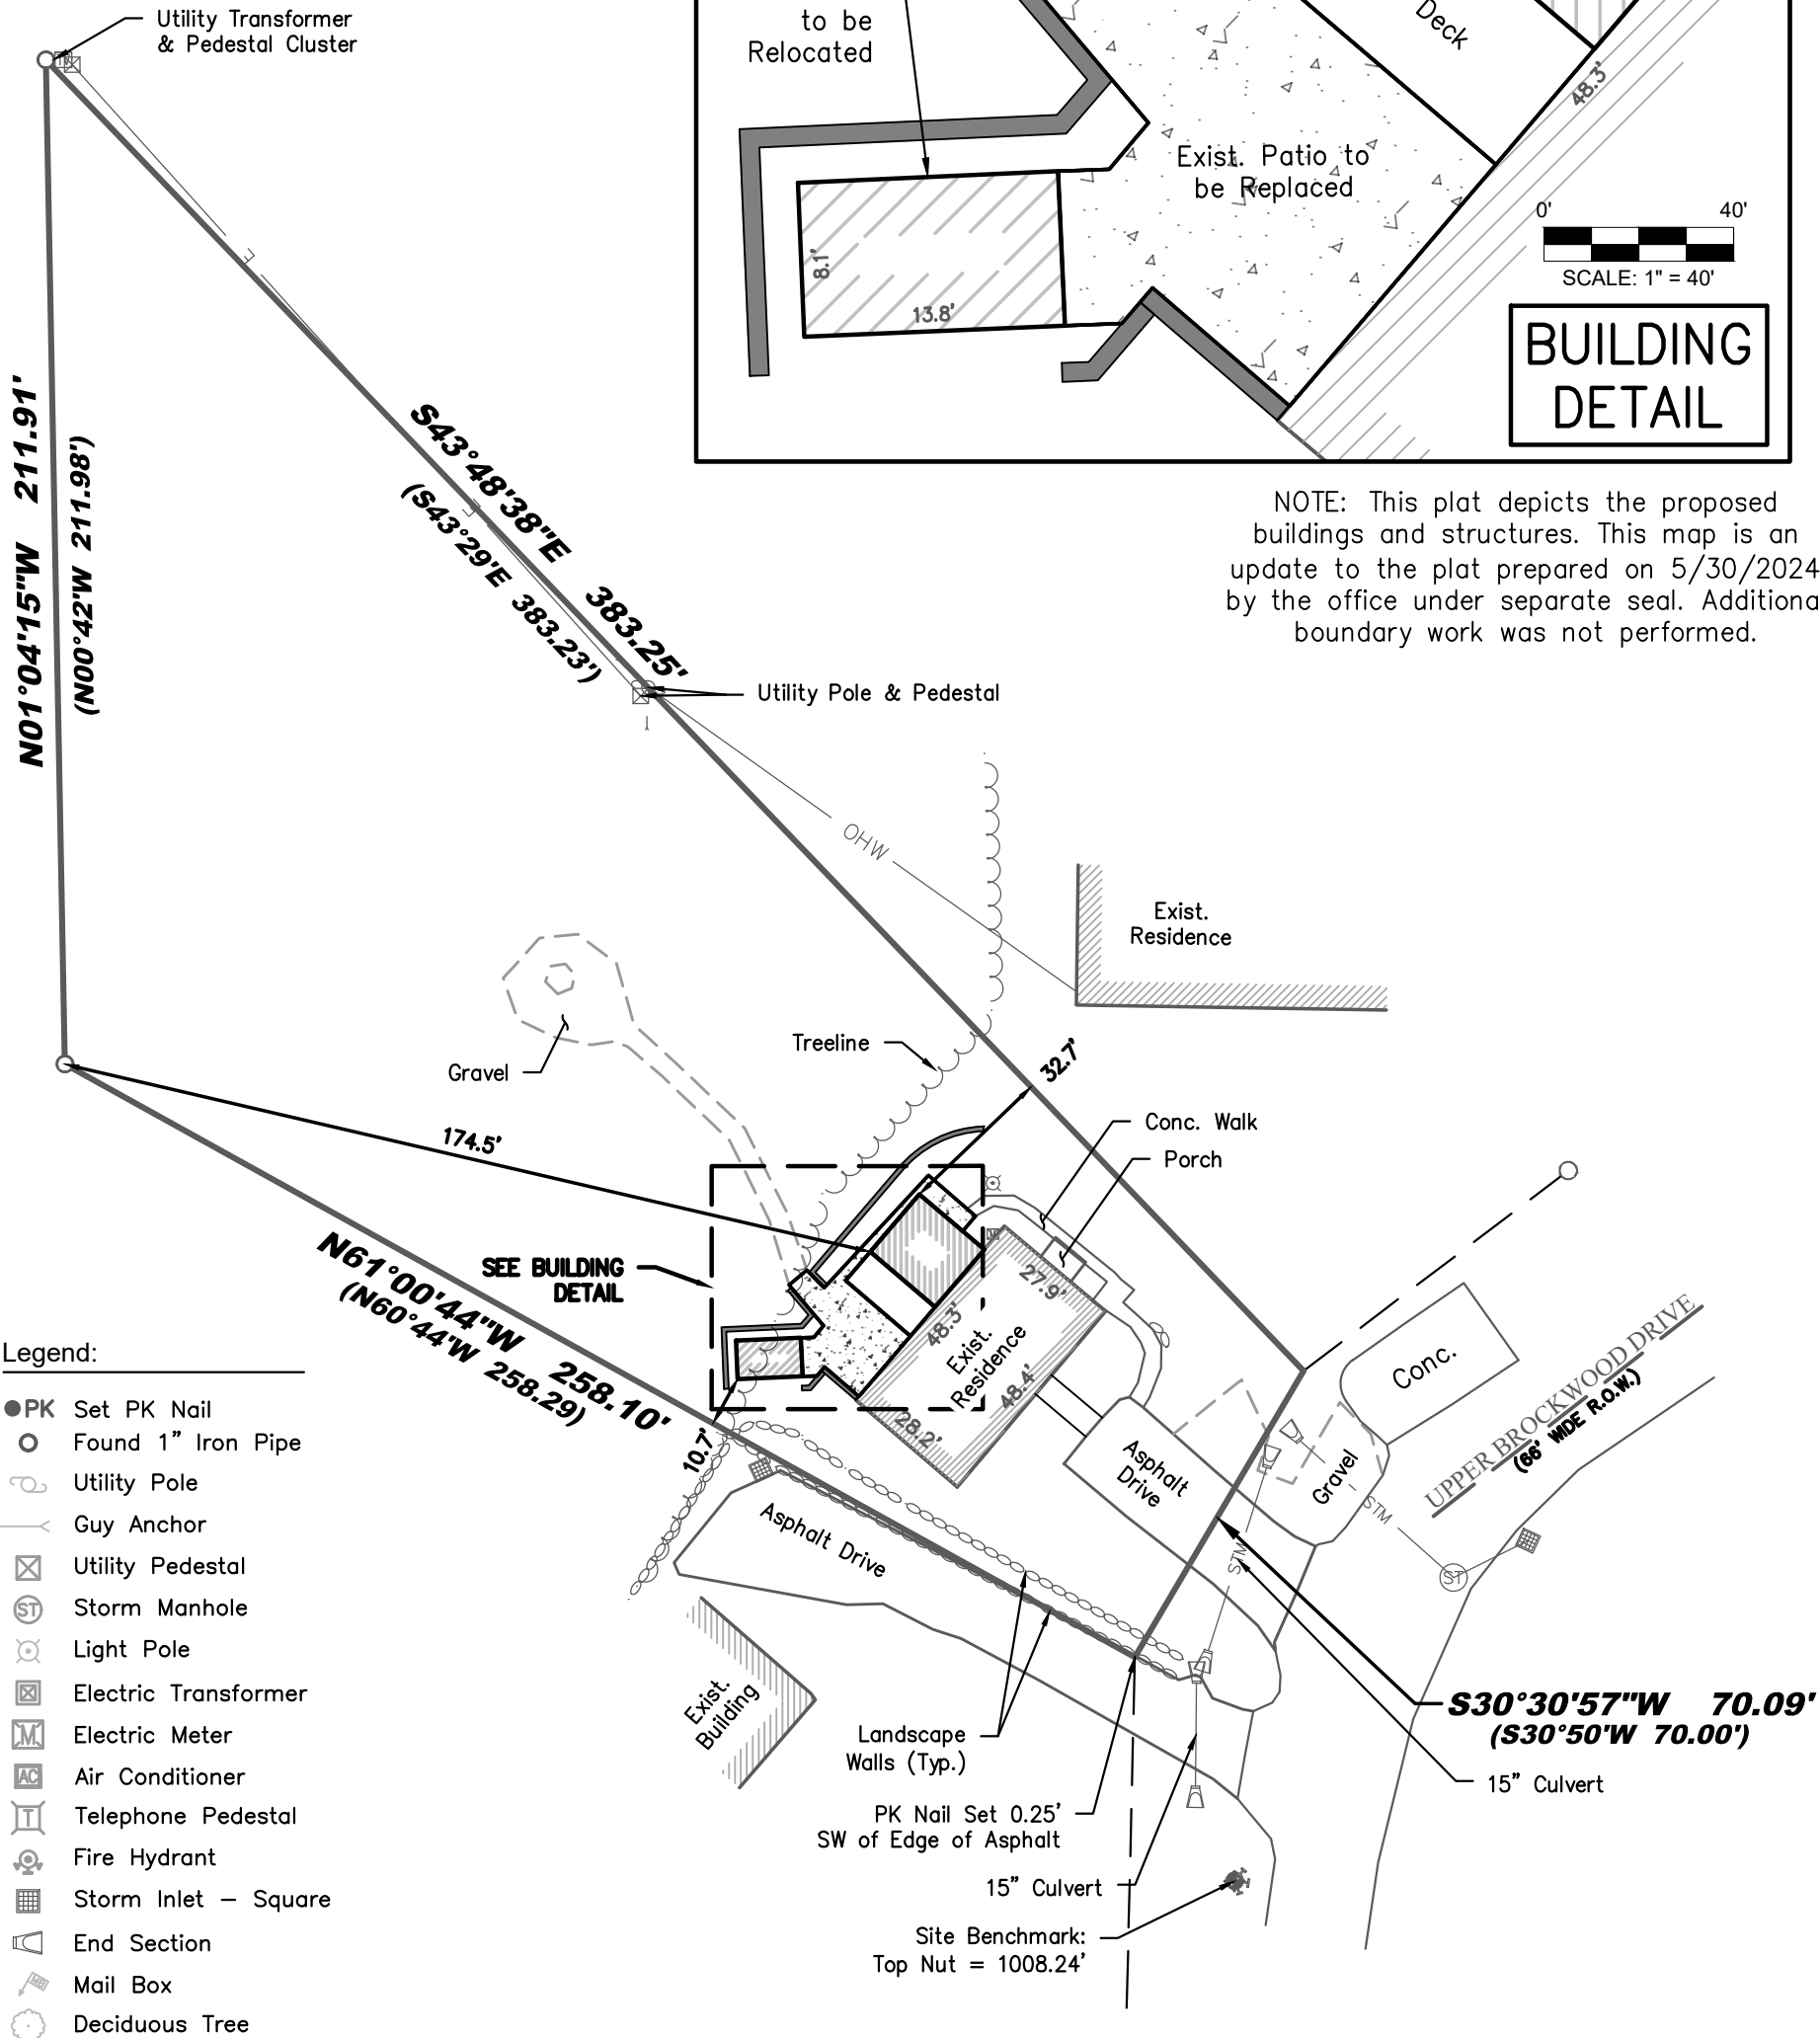 Utility Transformer
& Pedestal Cluster
to be
Relocated
Deck
48.3'
Exist. Patio to
be Replaced
8.1'
13.8'
0' 40'
SCALE: 1" = 40'
BUILDING
DETAIL
NOTE: This plat depicts the proposed
buildings and structures. This map is an
update to the plat prepared on 5/30/2024
by the office under separate seal. Additiona
boundary work was not performed.
N01°04'15"W 211.91'
(N00°42'W 211.98')
S43°48'38"E 383.25'
(S43°29'E 383.23')
Utility Pole & Pedestal
OHW
Exist.
Residence
Treeline
Gravel
32.7'
174.5'
Conc. Walk
Porch
SEE BUILDING
DETAIL
N61°00'44"W 258.10'
(N60°44'W 258.29)
10.7'
27.9'
48.3'
Exist.
Residence
48.4'
28.2'
Asphalt
Drive
Asphalt Drive
Conc.
Gravel
UPPER BROCKWOOD DRIVE
(66' WIDE R.O.W.)
STM
STM
ST
Exist.
Building
Landscape
Walls (Typ.)
S30°30'57"W 70.09'
(S30°50'W 70.00')
15" Culvert
PK Nail Set 0.25'
SW of Edge of Asphalt
15" Culvert
Site Benchmark:
Top Nut = 1008.24'
Legend:
PK Set PK Nail
Found 1" Iron Pipe
Utility Pole
Guy Anchor
Utility Pedestal
ST Storm Manhole
Light Pole
Electric Transformer
M Electric Meter
AC Air Conditioner
T Telephone Pedestal
Fire Hydrant
Storm Inlet – Square
End Section
MB Mail Box
Deciduous Tree